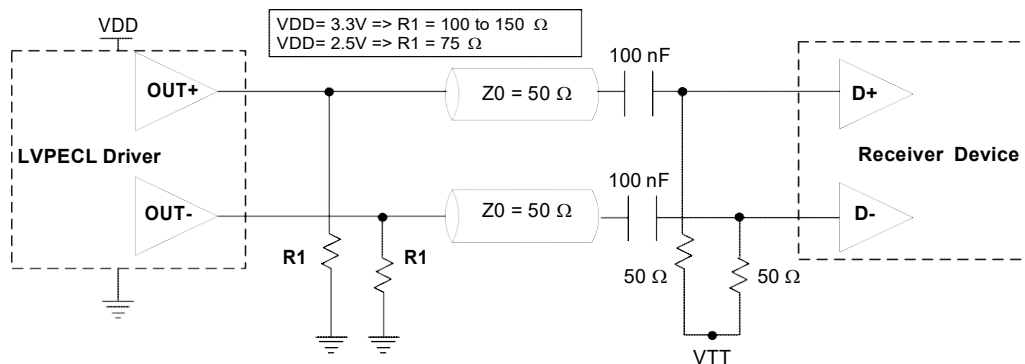 VDD= 3.3V => R1 = 100 to 150 Ω
VDD= 2.5V => R1 = 75 Ω
VDD
100 nF
OUT+
Z0 = 50 Ω
D+
LVPECL Driver
Receiver Device
100 nF
OUT-
Z0 = 50 Ω
D-
R1
R1
50 Ω
50 Ω
VTT